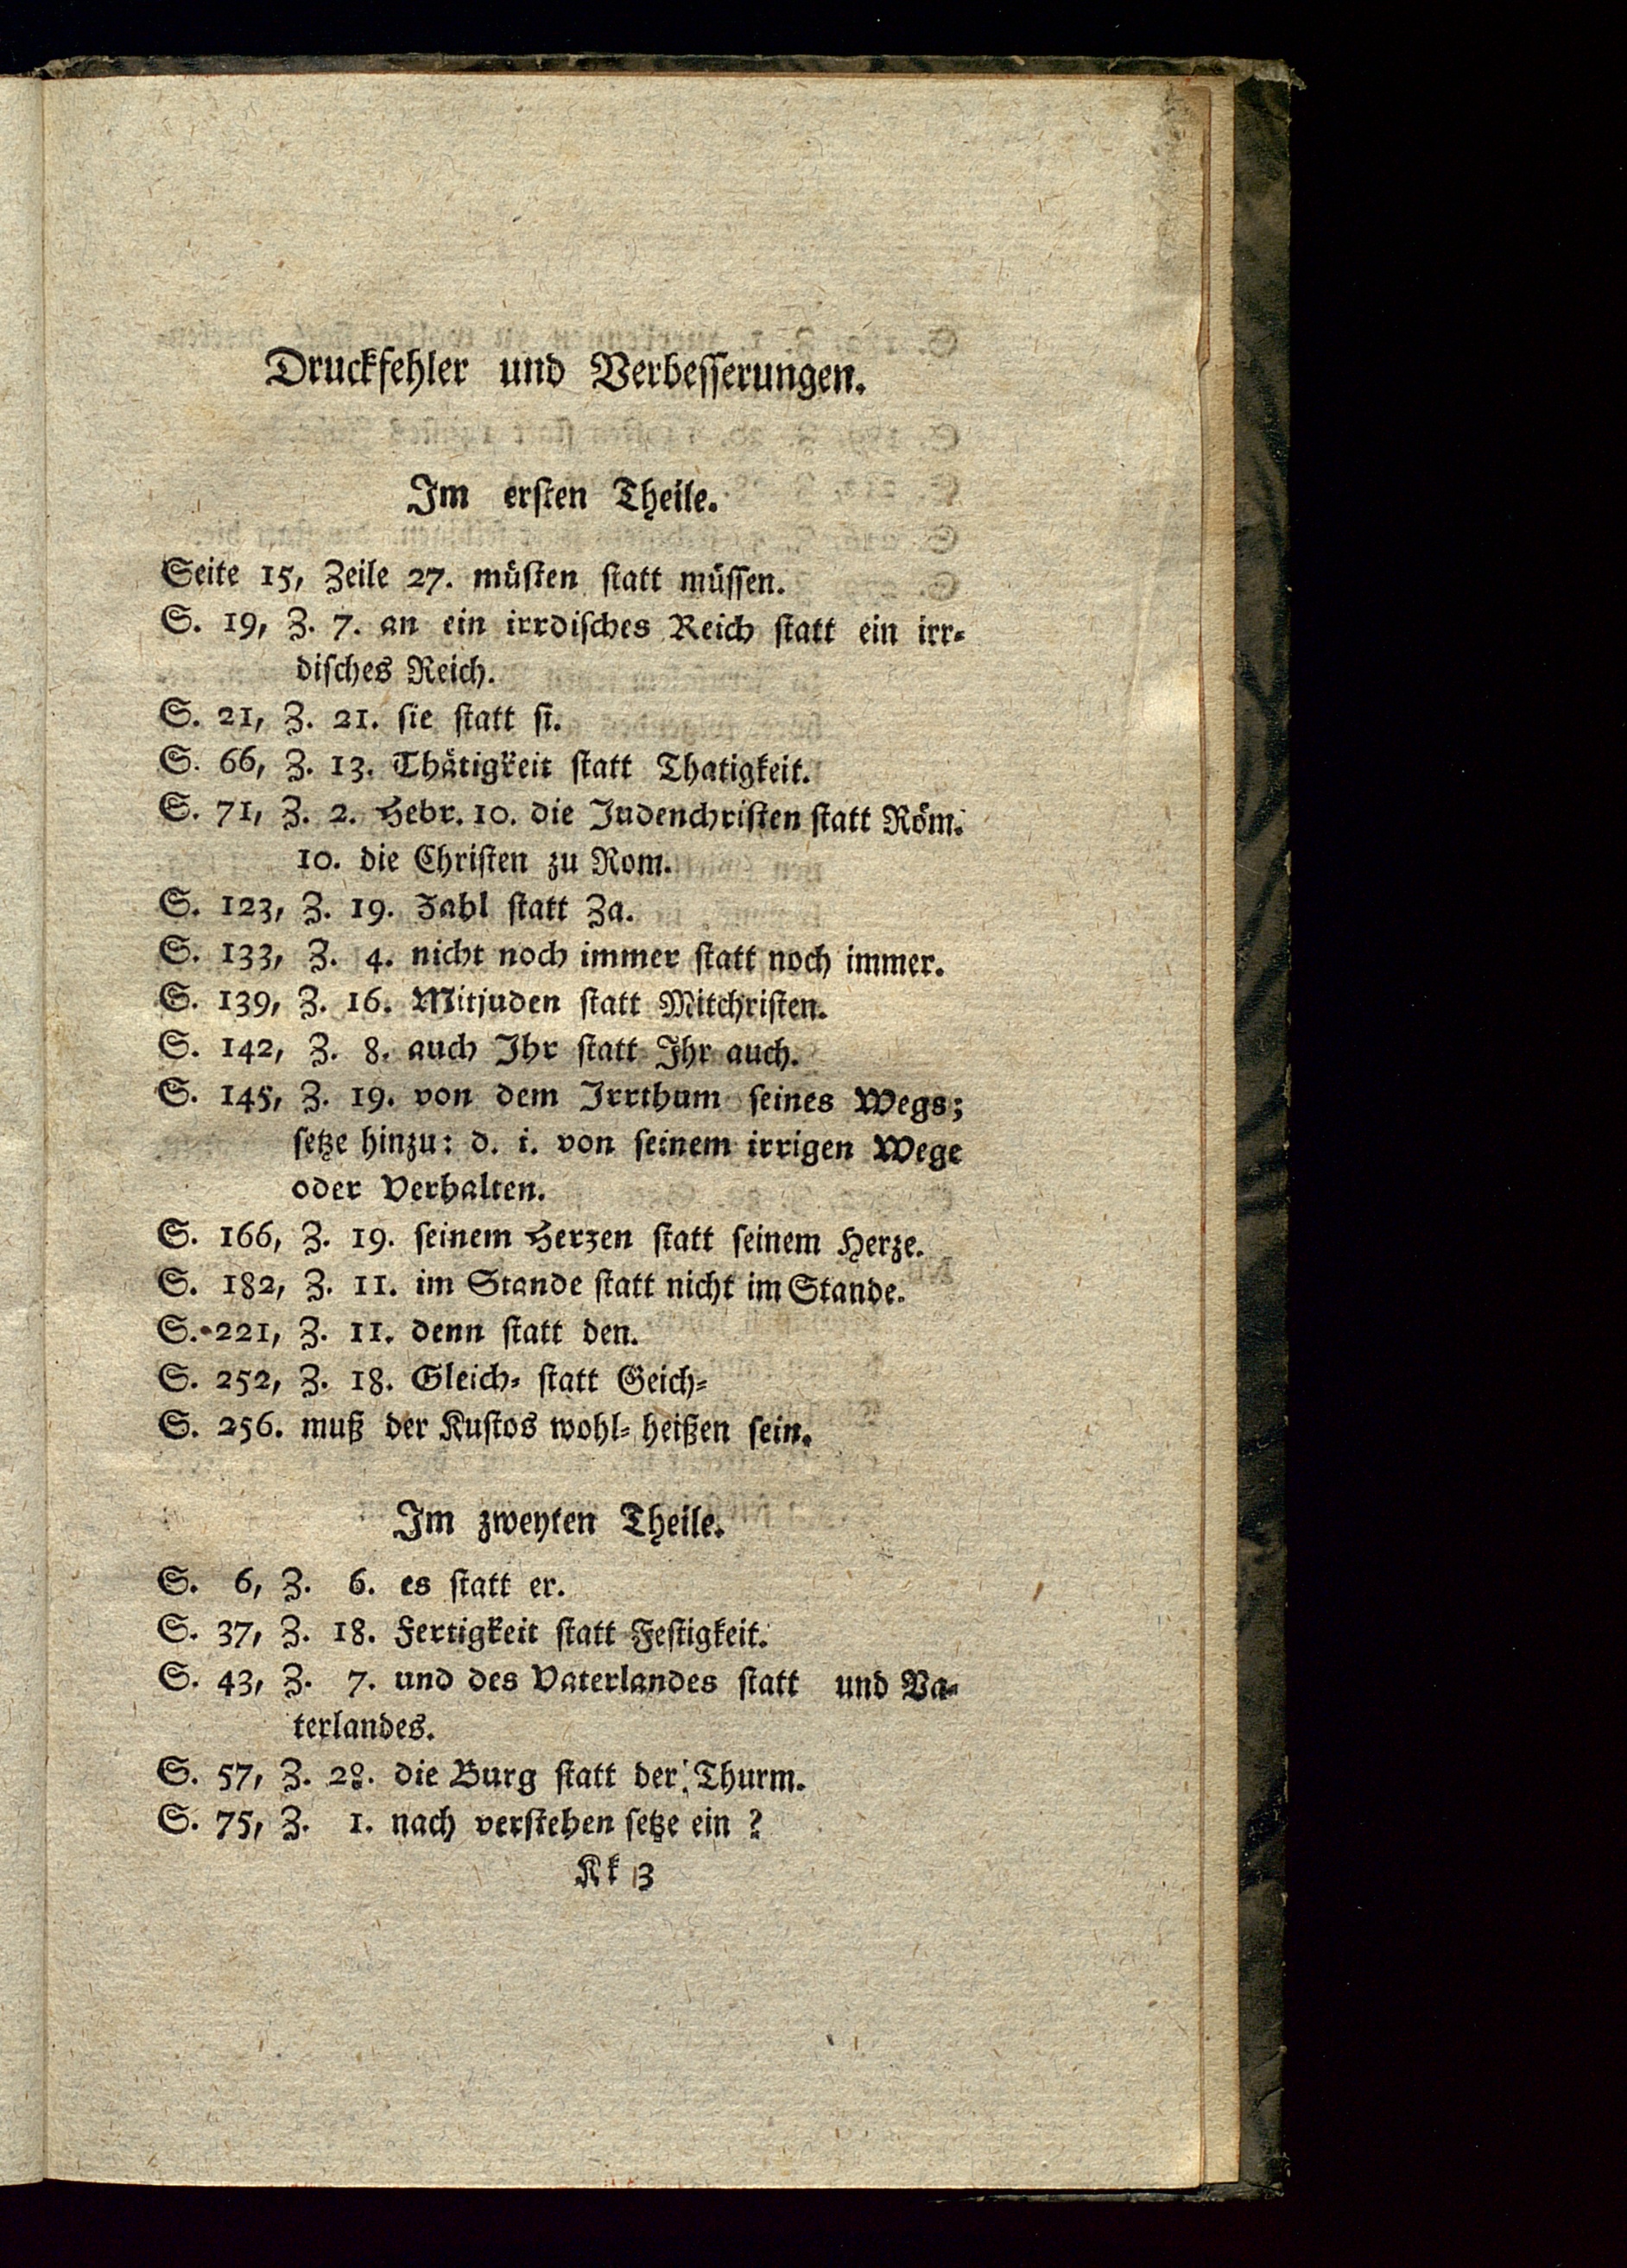 Druckfehler und Verbesserungen.
Im ersten Theile.
Seite 15, Zeile 27. müsten statt müssen.
S. 19, Z. 7. an ein irrdisches Reich statt ein irr-
disches Reich.
S. 21, Z. 21. sie statt si.
S. 66, Z. 13. Thätigkeit statt Thatigkeit.
S. 71, Z. 2. Hebr. 10. die Judenchristen statt Röm.
10. die Christen zu Rom.
S. 123, Z. 19. Zahl statt Za.
S. 133, Z. 4. nicht noch immer statt noch immer.
S. 139, Z. 16. Mitjuden statt Mitchristen.
S. 142, Z. 8. auch Ihr statt Ihr auch.
S. 145, Z. 19. von dem Irrthum seines Wegs;
setze hinzu: d. i. von seinem irrigen Wege
oder Verhalten.
S. 166, Z. 19. seinem Herzen statt seinem Herze.
S. 182, Z. 11. im Stande statt nicht im Stande.
S. 221, Z. 11. denn statt den.
S. 252, Z. 18. Gleich- statt Geich-
S. 256. muß der Kustos wohl- heißen sein.
Im zweyten Theile.
S. 6, Z. 6. es statt er.
S. 37, Z. 18. Fertigkeit statt Festigkeit.
S. 43, Z. 7. und des Vaterlandes statt und Va-
terlandes.
S. 57, Z. 28. die Burg statt der Thurm.
S. 75, Z. 1. nach verstehen setze ein ?
Kk 3